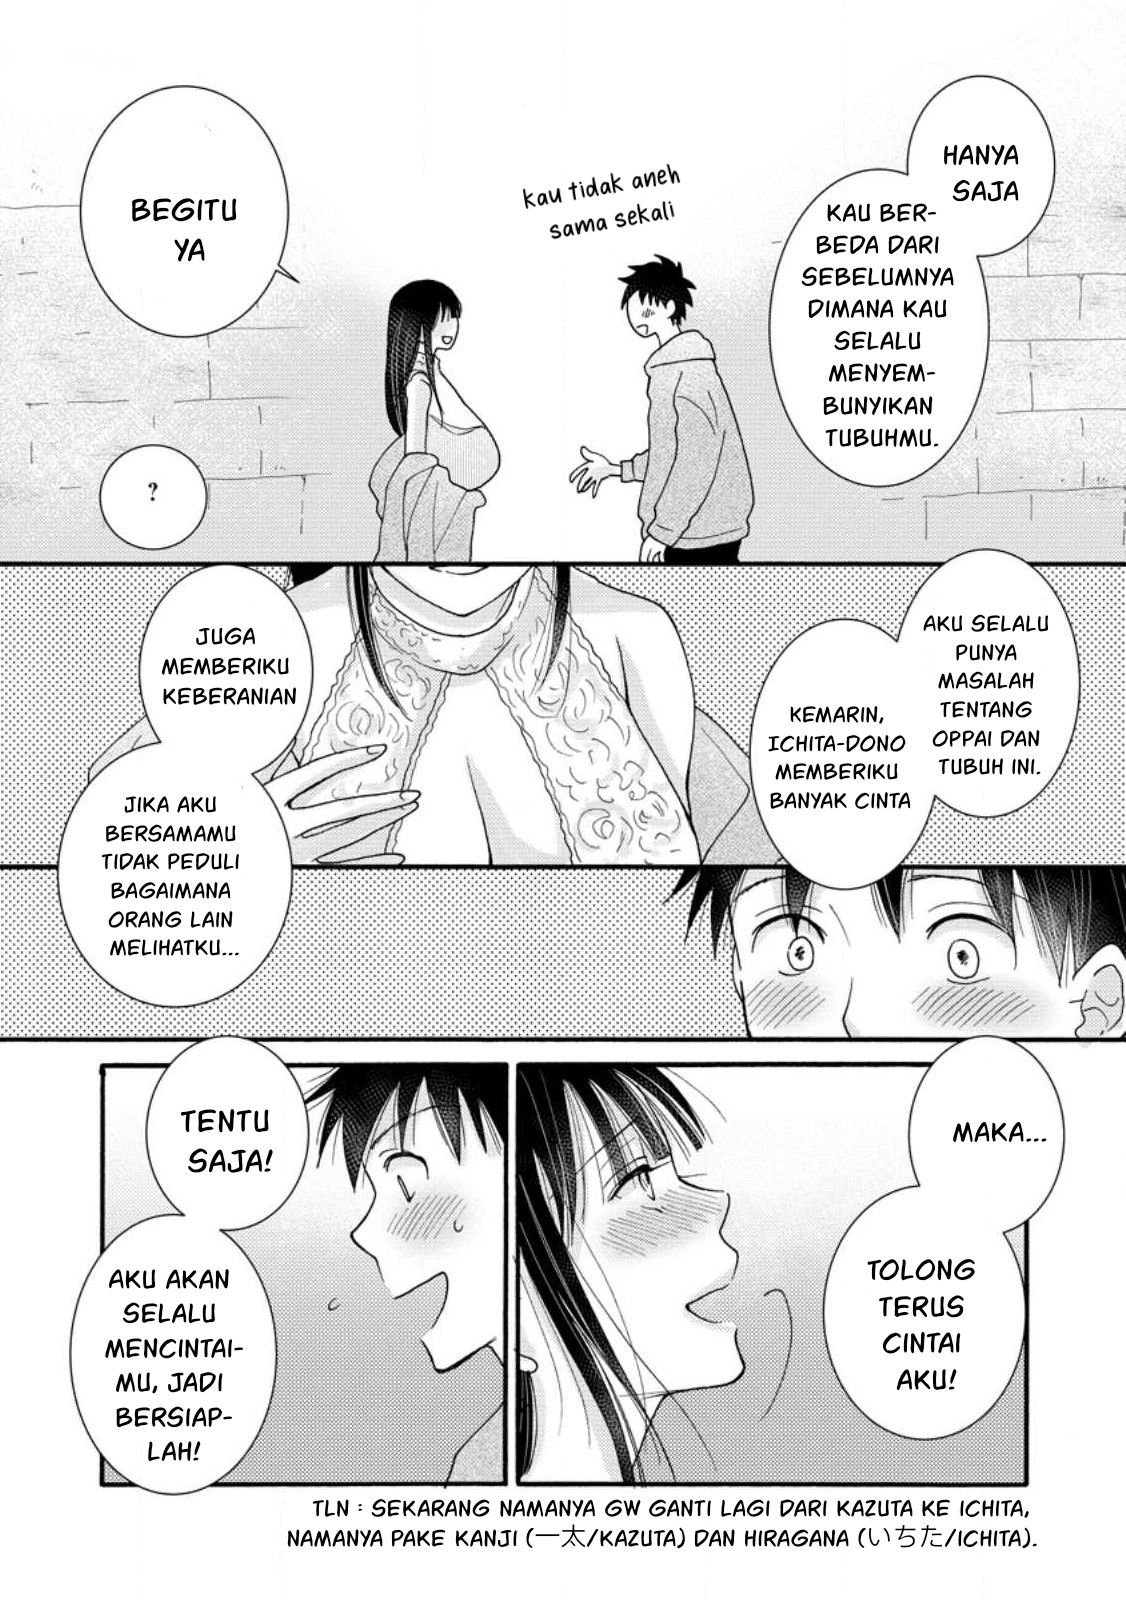 HANYA
SAJA
KAU BER-
BEDA DARI
SEBELUMNYA
DIMANA KAU
SELALU
MENYEM-
BUNYIKAN
TUBUHMU.
kau tidak aneh
sama sekali
BEGITU
YA
?
AKU SELALU
PUNYA
MASALAH
TENTANG
OPPAI DAN
TUBUH INI.
KEMARIN,
ICHITA-DONO
MEMBERIKU
BANYAK CINTA
JUGA
MEMBERIKU
KEBERANIAN
JIKA AKU
BERSAMAMU
TIDAK PEDULI
BAGAIMANA
ORANG LAIN
MELIHATKU...
MAKA...
TOLONG
TERUS
CINTAI
AKU!
TENTU
SAJA!
AKU AKAN
SELALU
MENCINTAI-
MU, JADI
BERSIAP-
LAH!
TLN : SEKARANG NAMANYA GW GANTI LAGI DARI KAZUTA KE ICHITA,
NAMANYA PAKE KANJI (一太/KAZUTA) DAN HIRAGANA (いちた/ICHITA).